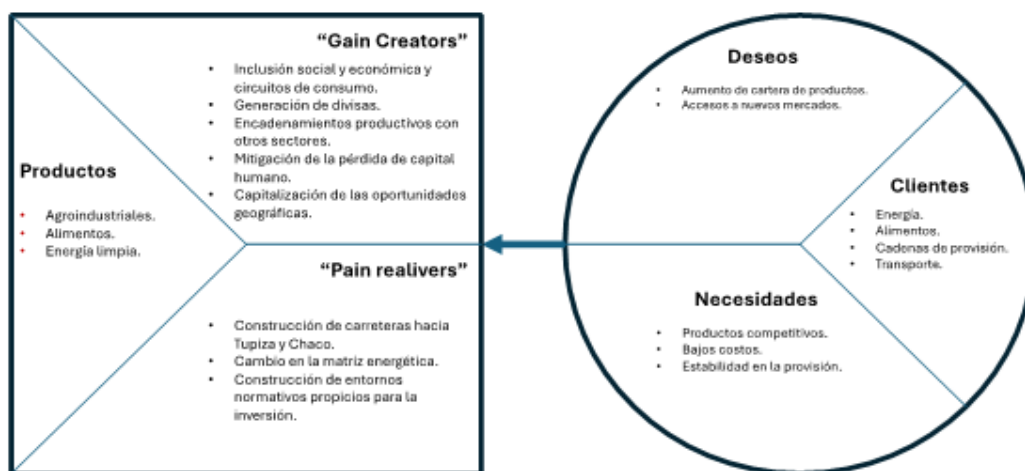 “Gain Creators”
• Inclusión social y económica y
circuitos de consumo.
• Generación de divisas.
• Encadenamientos productivos con
otros sectores.
• Mitigación de la pérdida de capital
humano.
• Capitalización de las oportunidades
geográficas.
Productos
• Agroindustriales.
• Alimentos.
• Energía limpia.
“Pain realivers”
• Construcción de carreteras hacia
Tupiza y Chaco.
• Cambio en la matriz energética.
• Construcción de entornos
normativos propicios para la
inversión.
Deseos
• Aumento de cartera de productos.
• Accesos a nuevos mercados.
Clientes
• Energía.
• Alimentos.
• Cadenas de provisión.
• Transporte.
Necesidades
• Productos competitivos.
• Bajos costos.
• Estabilidad en la provisión.